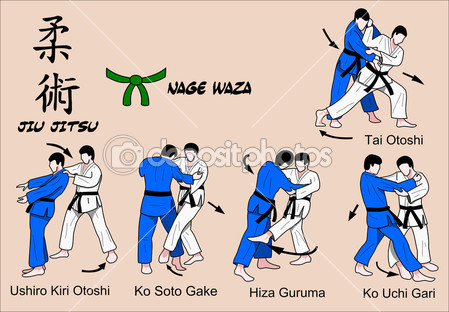 柔
術
JIU JITSU
NAGE WAZA
Tai Otoshi
depositphotos
Ushiro Kiri Otoshi
Ko Soto Gake
Hiza Guruma
Ko Uchi Gari